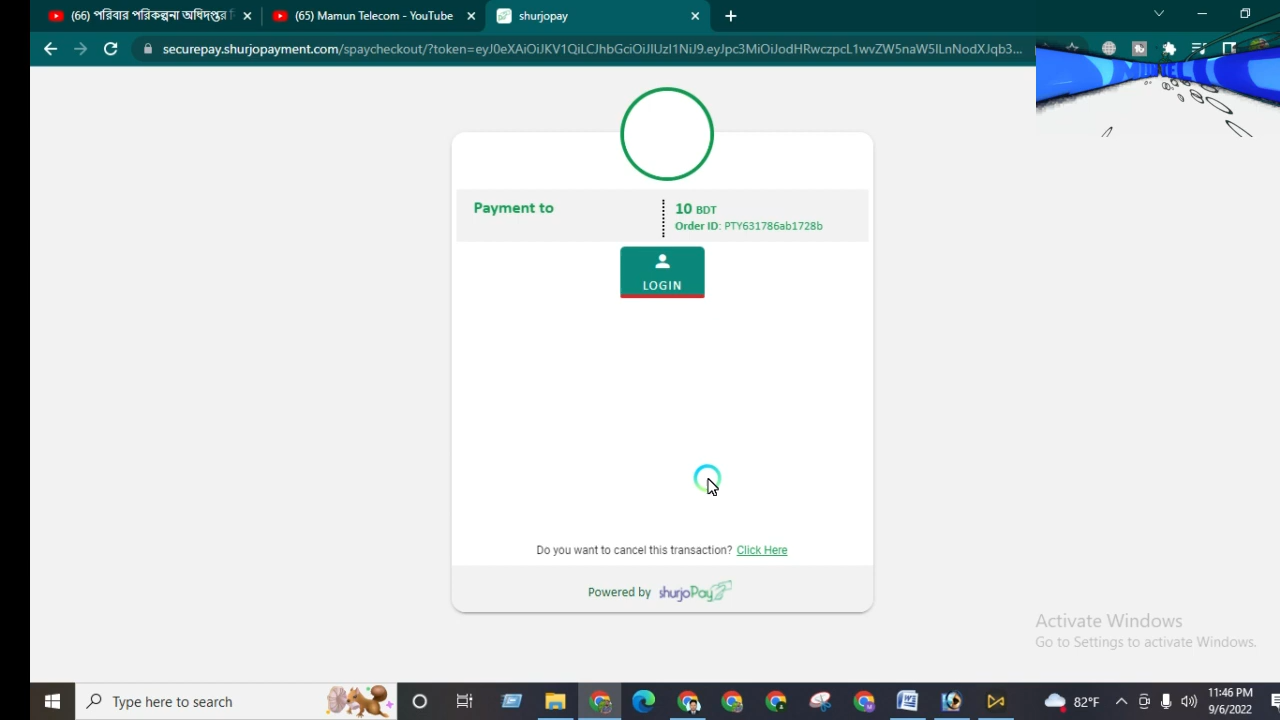 (66) পরিবার পরিকল্পনা অধিদপ্তর
(65) Mamun Telecom - YouTube
shurjopay
securepay.shurjopayment.com/spaycheckout/?token=eyJ0eXAiOiJKV1QiLCJhbGciOiJIUzI1NiJ9.eyJpc3MiOiJodHRwczpcL1wvZW5naW5lLnNodXJqb3...
Payment to
10 BDT
Order ID: PTY631786ab1728b
LOGIN
Do you want to cancel this transaction? Click Here
Powered by shurjoPay
Activate Windows
Go to Settings to activate Windows.
Type here to search
82°F
11:46 PM
9/6/2022